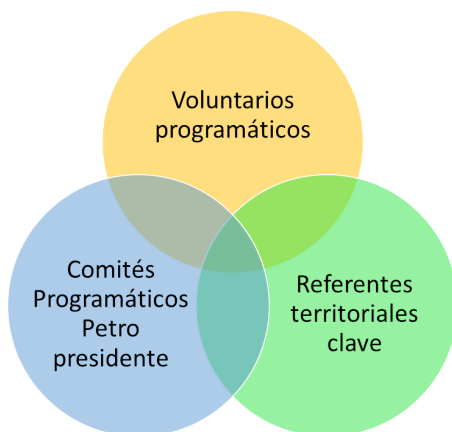 Voluntarios
programáticos
Comités
Programáticos
Petro
presidente
Referentes
territoriales
clave